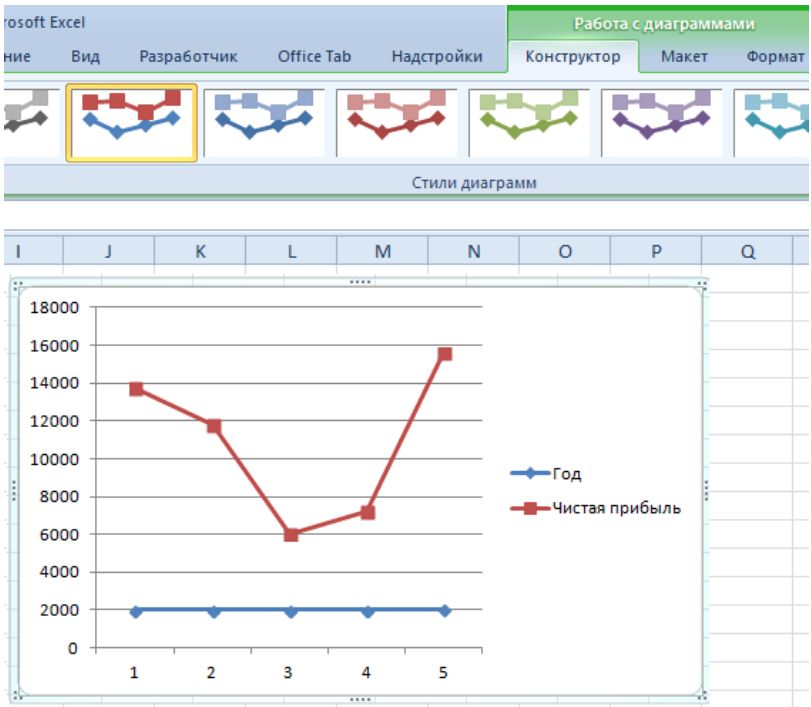 rosoft Excel
Работа с диаграммами
ние Вид Разработчик Office Tab Надстройки Конструктор Макет Формат
Стили диаграмм
I J K L M N O P Q
18000
16000
14000
12000
10000
8000
6000
4000
2000
0
Год
Чистая прибыль
1 2 3 4 5